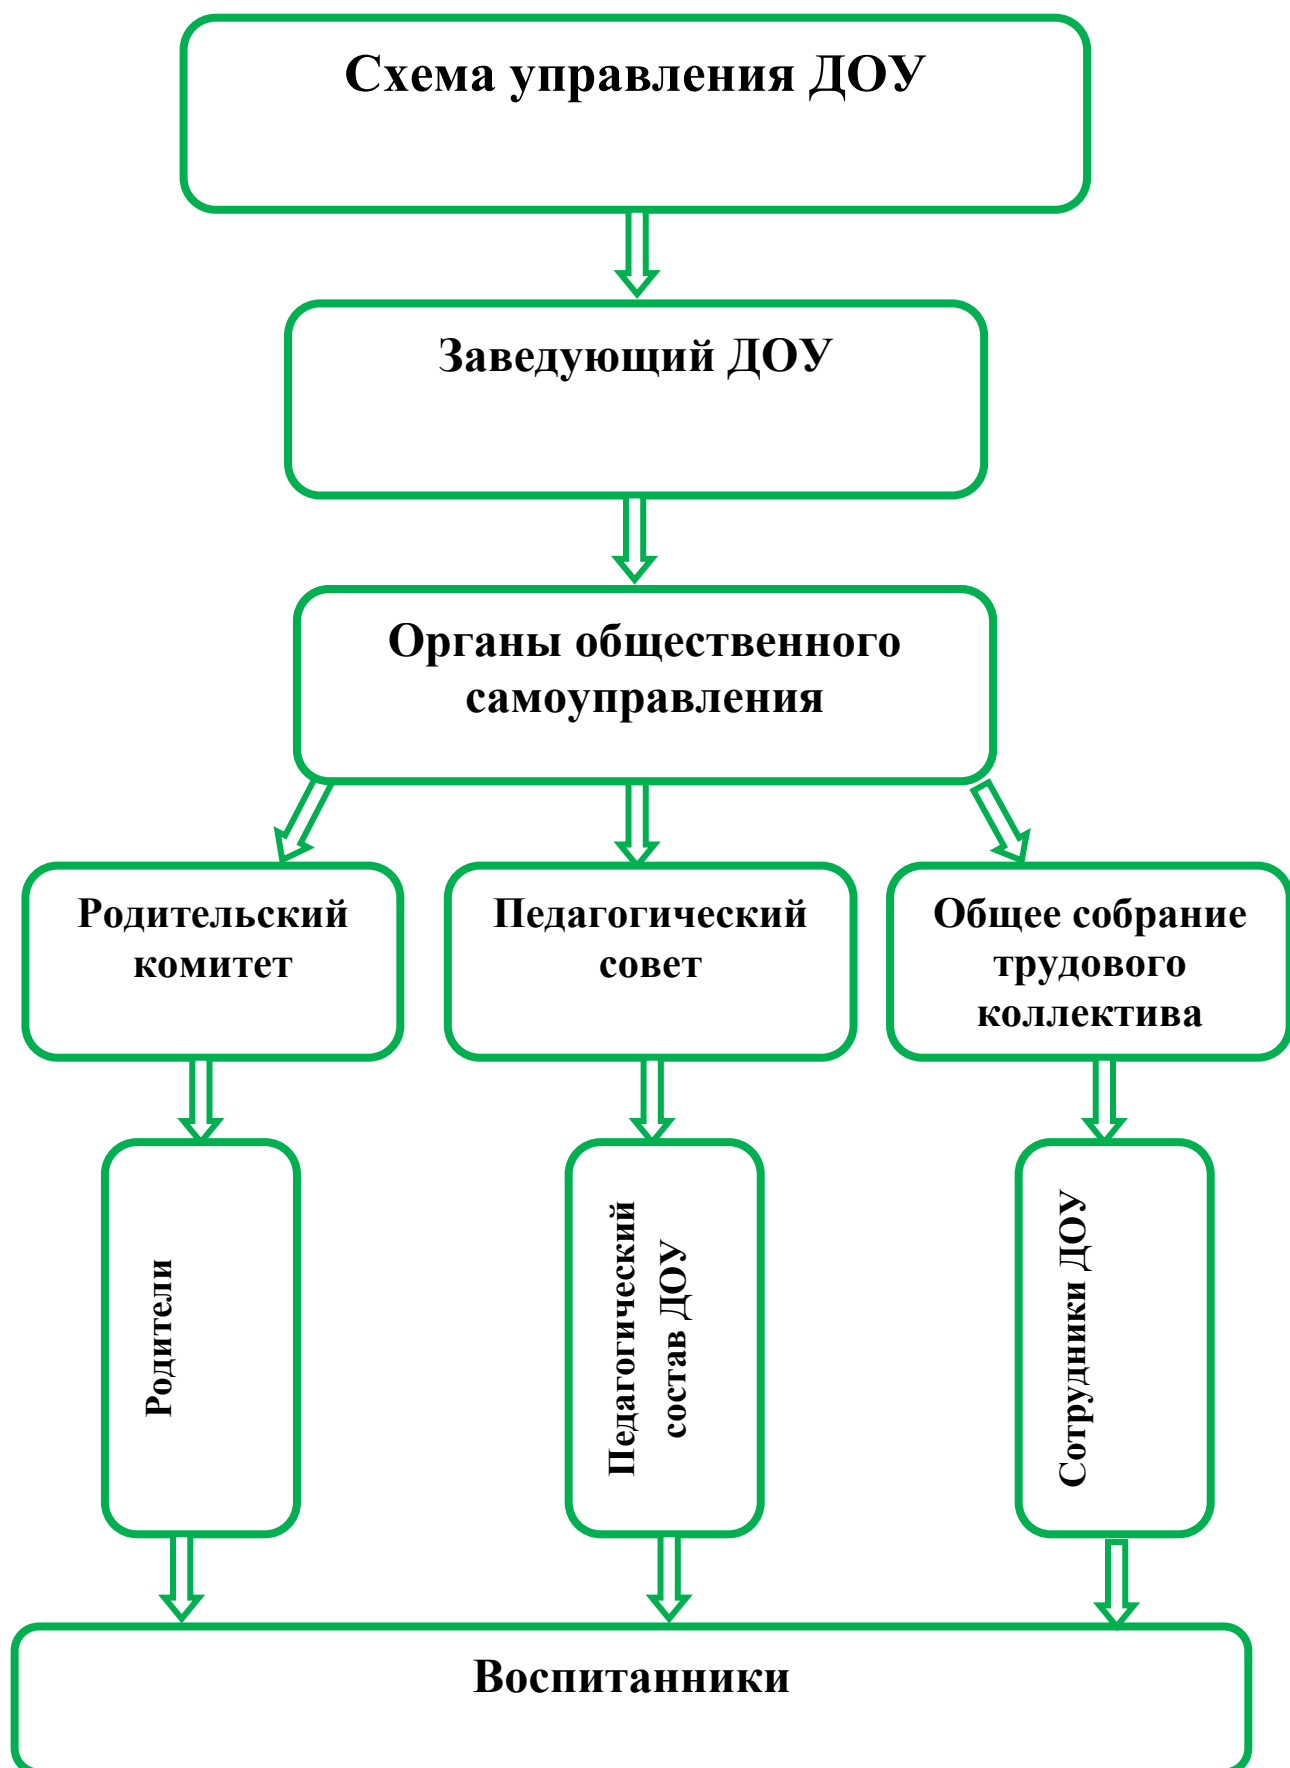 Схема управления ДОУ
Заведующий ДОУ
Органы общественного
самоуправления
Родительский
комитет
Педагогический
совет
Общее собрание
трудового
коллектива
Родители
Педагогический
состав ДОУ
Сотрудники ДОУ
Воспитанники